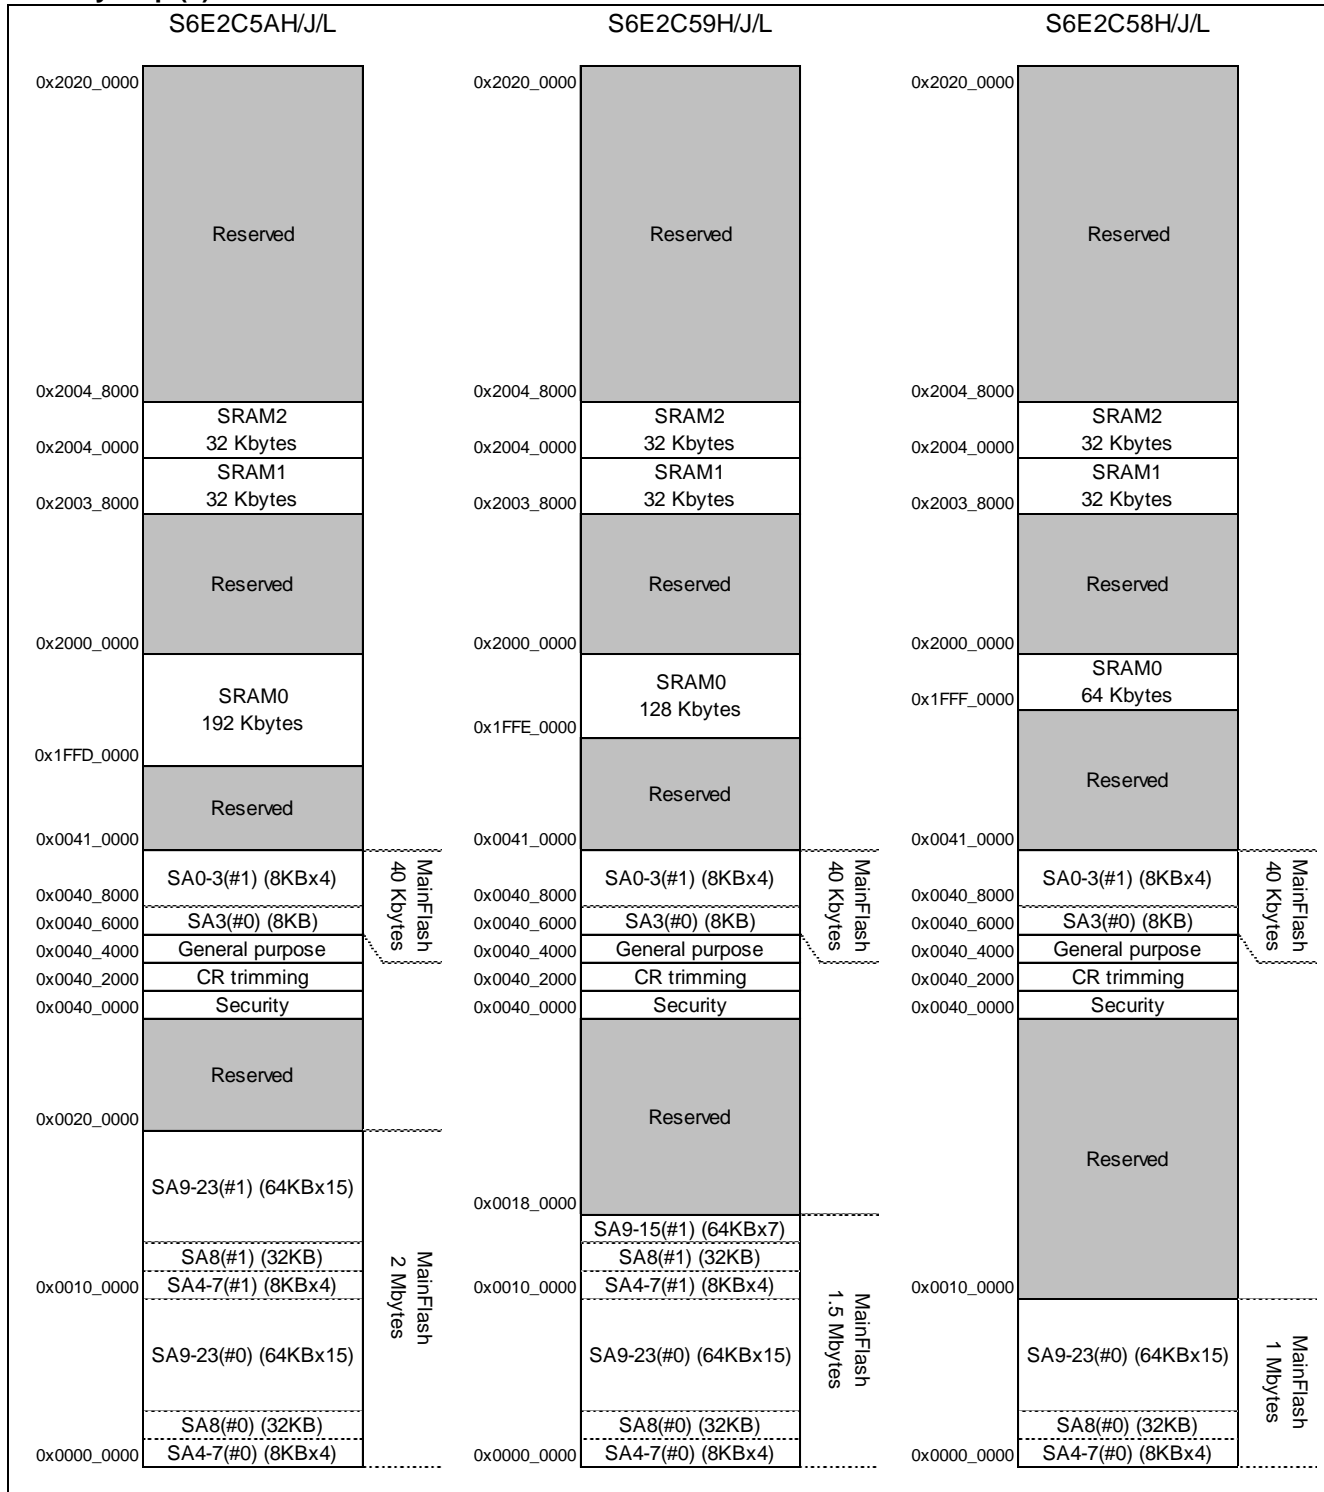 S6E2C5AH/J/L
0x2020_0000
Reserved
0x2004_8000
SRAM2
32 Kbytes
0x2004_0000
SRAM1
32 Kbytes
0x2003_8000
Reserved
0x2000_0000
SRAM0
192 Kbytes
0x1FFD_0000
Reserved
0x0041_0000
SA0-3(#1) (8KBx4)
0x0040_8000
SA3(#0) (8KB)
0x0040_6000
General purpose
0x0040_4000
CR trimming
0x0040_2000
Security
0x0040_0000
MainFlash
40 Kbytes
Reserved
0x0020_0000
SA9-23(#1) (64KBx15)
SA8(#1) (32KB)
SA4-7(#1) (8KBx4)
0x0010_0000
SA9-23(#0) (64KBx15)
SA8(#0) (32KB)
SA4-7(#0) (8KBx4)
0x0000_0000
MainFlash
2 Mbytes
S6E2C59H/J/L
0x2020_0000
Reserved
0x2004_8000
SRAM2
32 Kbytes
0x2004_0000
SRAM1
32 Kbytes
0x2003_8000
Reserved
0x2000_0000
SRAM0
128 Kbytes
0x1FFE_0000
Reserved
0x0041_0000
SA0-3(#1) (8KBx4)
0x0040_8000
SA3(#0) (8KB)
0x0040_6000
General purpose
0x0040_4000
CR trimming
0x0040_2000
Security
0x0040_0000
MainFlash
40 Kbytes
Reserved
0x0018_0000
SA9-15(#1) (64KBx7)
SA8(#1) (32KB)
SA4-7(#1) (8KBx4)
0x0010_0000
SA9-23(#0) (64KBx15)
SA8(#0) (32KB)
SA4-7(#0) (8KBx4)
0x0000_0000
MainFlash
1.5 Mbytes
S6E2C58H/J/L
0x2020_0000
Reserved
0x2004_8000
SRAM2
32 Kbytes
0x2004_0000
SRAM1
32 Kbytes
0x2003_8000
Reserved
0x2000_0000
SRAM0
64 Kbytes
0x1FFF_0000
Reserved
0x0041_0000
SA0-3(#1) (8KBx4)
0x0040_8000
SA3(#0) (8KB)
0x0040_6000
General purpose
0x0040_4000
CR trimming
0x0040_2000
Security
0x0040_0000
MainFlash
40 Kbytes
Reserved
0x0010_0000
SA9-23(#0) (64KBx15)
SA8(#0) (32KB)
SA4-7(#0) (8KBx4)
0x0000_0000
MainFlash
1 Mbytes